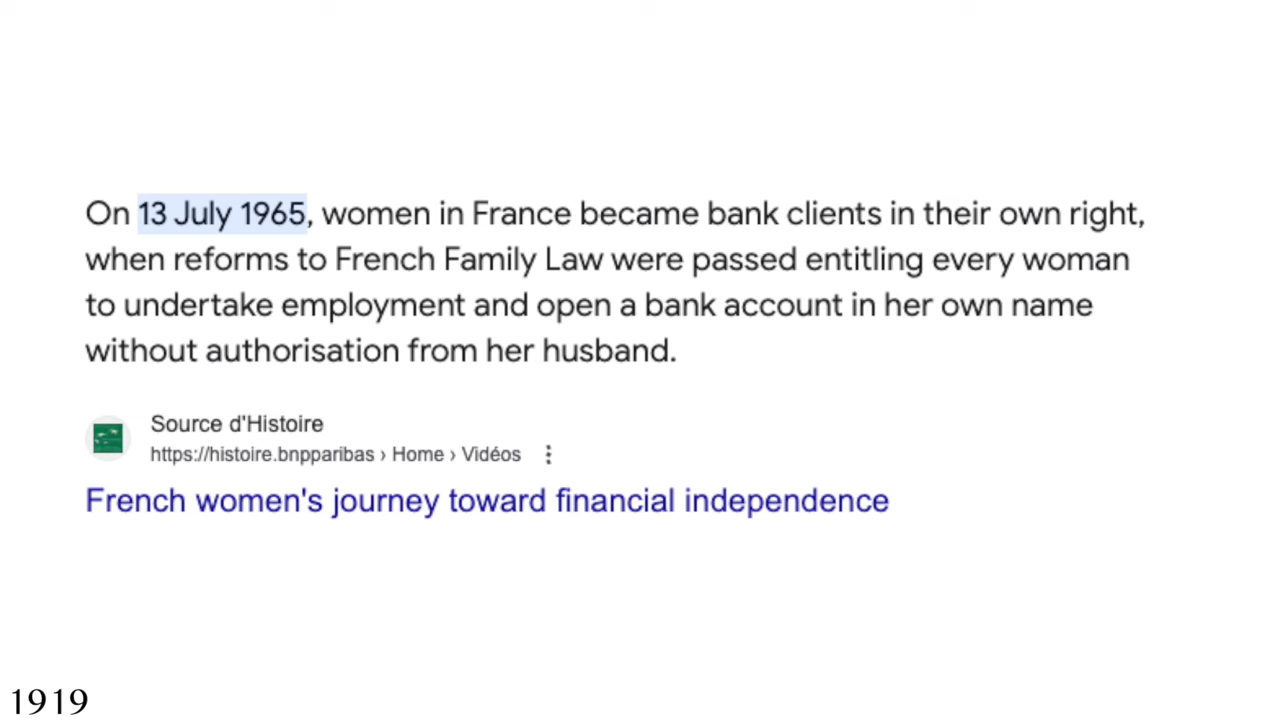 On 13 July 1965, women in France became bank clients in their own right,
when reforms to French Family Law were passed entitling every woman
to undertake employment and open a bank account in her own name
without authorisation from her husband.
Source d'Histoire
https://histoire.bnpparibas › Home › Vidéos
French women's journey toward financial independence
1919